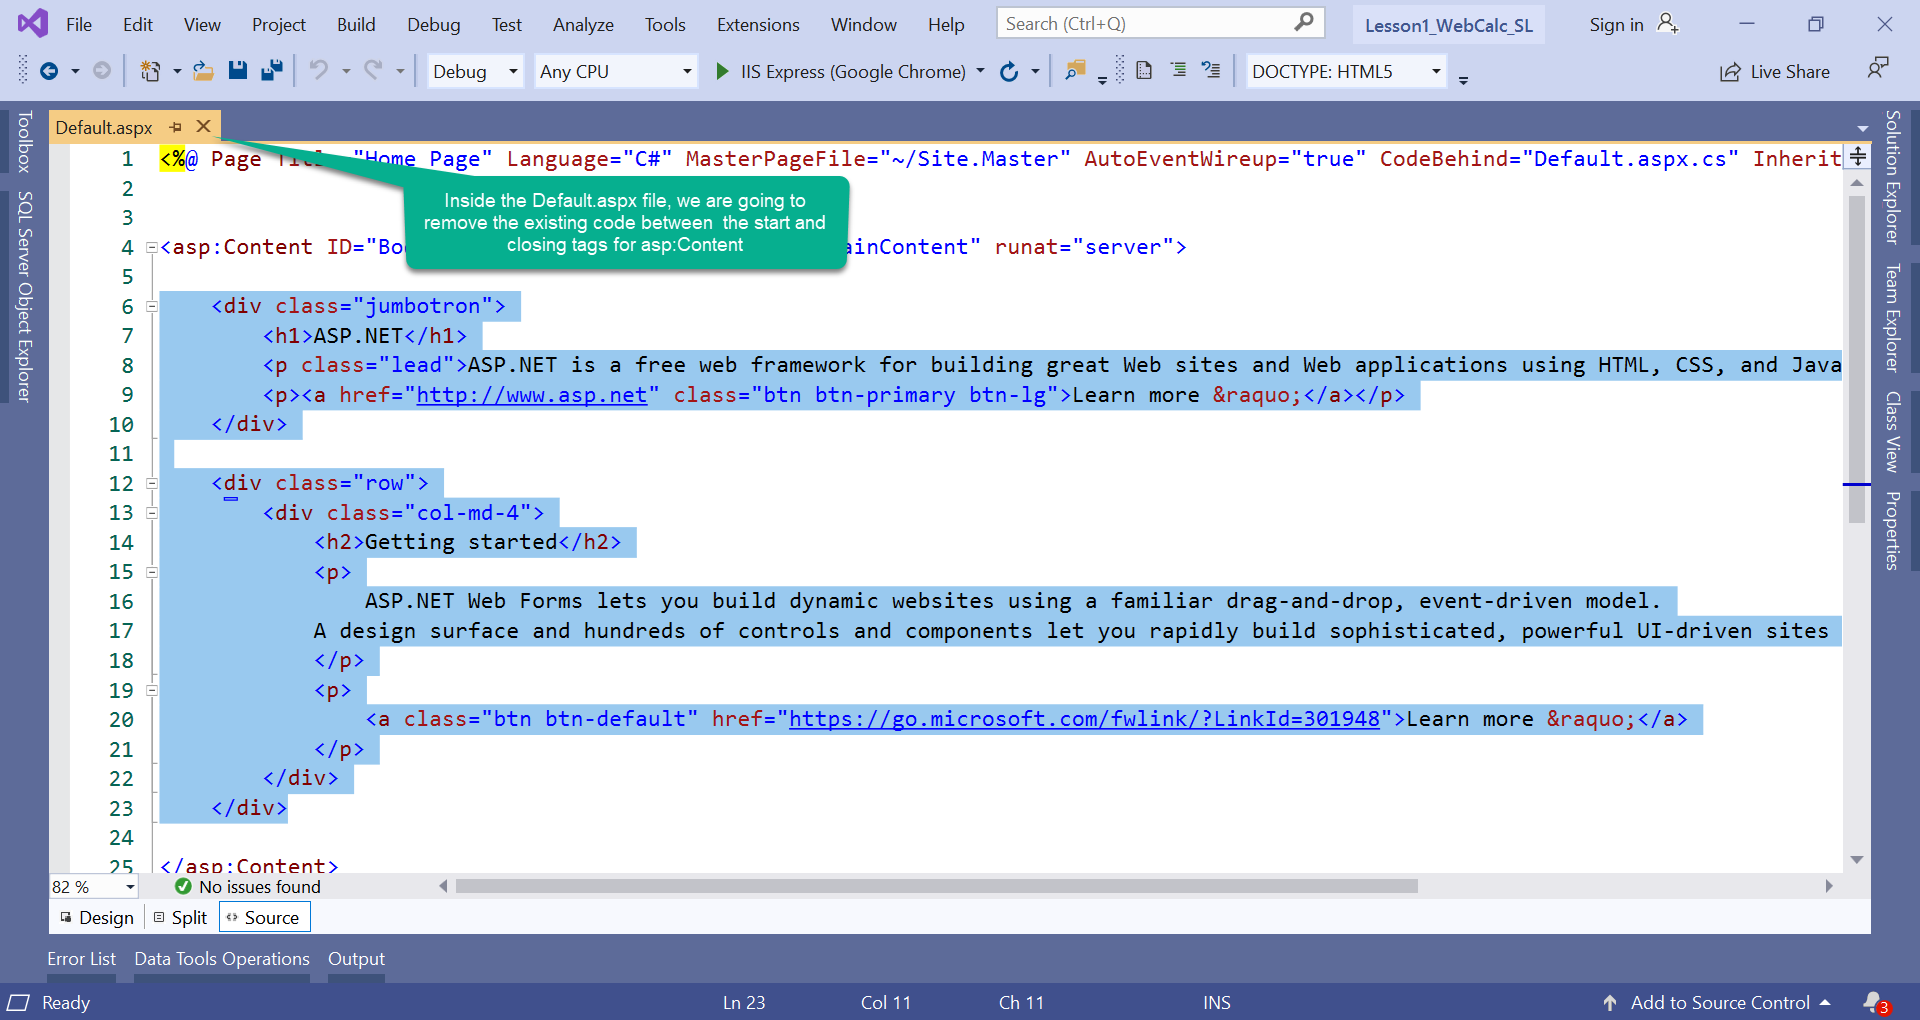 File Edit View Project Build Debug Test Analyze Tools Extensions Window Help Search (Ctrl+Q) Lesson1_WebCalc_SL Sign in
Debug Any CPU IIS Express (Google Chrome) DOCTYPE: HTML5 Live Share
Toolbox
SQL Server Object Explorer
Default.aspx
1 <%@ Page Title="Home Page" Language="C#" MasterPageFile="~/Site.Master" AutoEventWireup="true" CodeBehind="Default.aspx.cs" Inherit
2
3
Inside the Default.aspx file, we are going to
remove the existing code between the start and
closing tags for asp:Content
4 <asp:Content ID="Bo ainContent" runat="server">
5
6 <div class="jumbotron">
7 <h1>ASP.NET</h1>
8 <p class="lead">ASP.NET is a free web framework for building great Web sites and Web applications using HTML, CSS, and Java
9 <p><a href="http://www.asp.net" class="btn btn-primary btn-lg">Learn more &raquo;</a></p>
10 </div>
11
12 <div class="row">
13 <div class="col-md-4">
14 <h2>Getting started</h2>
15 <p>
16 ASP.NET Web Forms lets you build dynamic websites using a familiar drag-and-drop, event-driven model.
17 A design surface and hundreds of controls and components let you rapidly build sophisticated, powerful UI-driven sites
18 </p>
19 <p>
20 <a class="btn btn-default" href="https://go.microsoft.com/fwlink/?LinkId=301948">Learn more &raquo;</a>
21 </p>
22 </div>
23 </div>
24
25 </asp:Content>
Solution Explorer
Team Explorer
Class View
Properties
82 % No issues found
Design Split Source
Error List Data Tools Operations Output
Ready Ln 23 Col 11 Ch 11 INS Add to Source Control 3